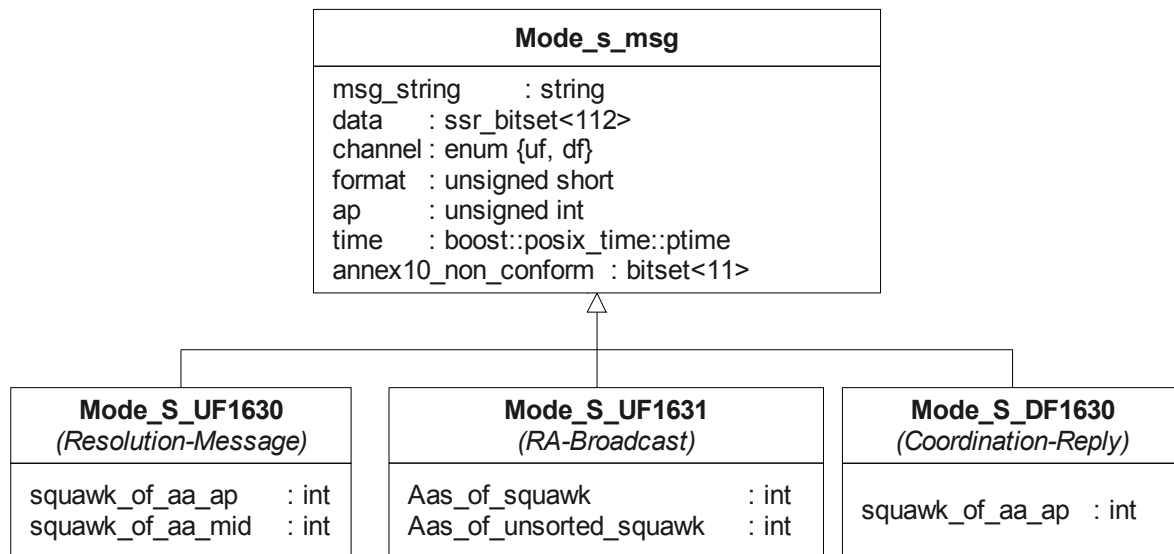 Mode_s_msg
msg_string : string
data : ssr_bitset<112>
channel : enum {uf, df}
format : unsigned short
ap : unsigned int
time : boost::posix_time::ptime
annex10_non_conform : bitset<11>
Mode_S_UF1630
(Resolution-Message)
squawk_of_aa_ap : int
squawk_of_aa_mid : int
Mode_S_UF1631
(RA-Broadcast)
Aas_of_squawk : int
Aas_of_unsorted_squawk : int
Mode_S_DF1630
(Coordination-Reply)
squawk_of_aa_ap : int